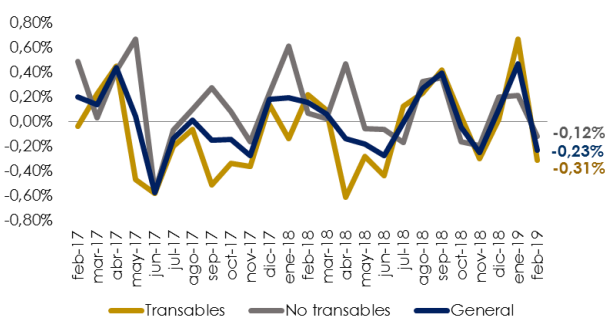 0,80%
0,60%
0,40%
0,20%
0,00%
-0,20%
-0,40%
-0,60%
-0,80%
-0,12%
-0,23%
-0,31%
feb-17
mar-17
abr-17
may-17
jun-17
jul-17
ago-17
sep-17
oct-17
nov-17
dic-17
ene-18
feb-18
mar-18
abr-18
may-18
jun-18
jul-18
ago-18
sep-18
oct-18
nov-18
dic-18
ene-19
feb-19
Transables No transables General